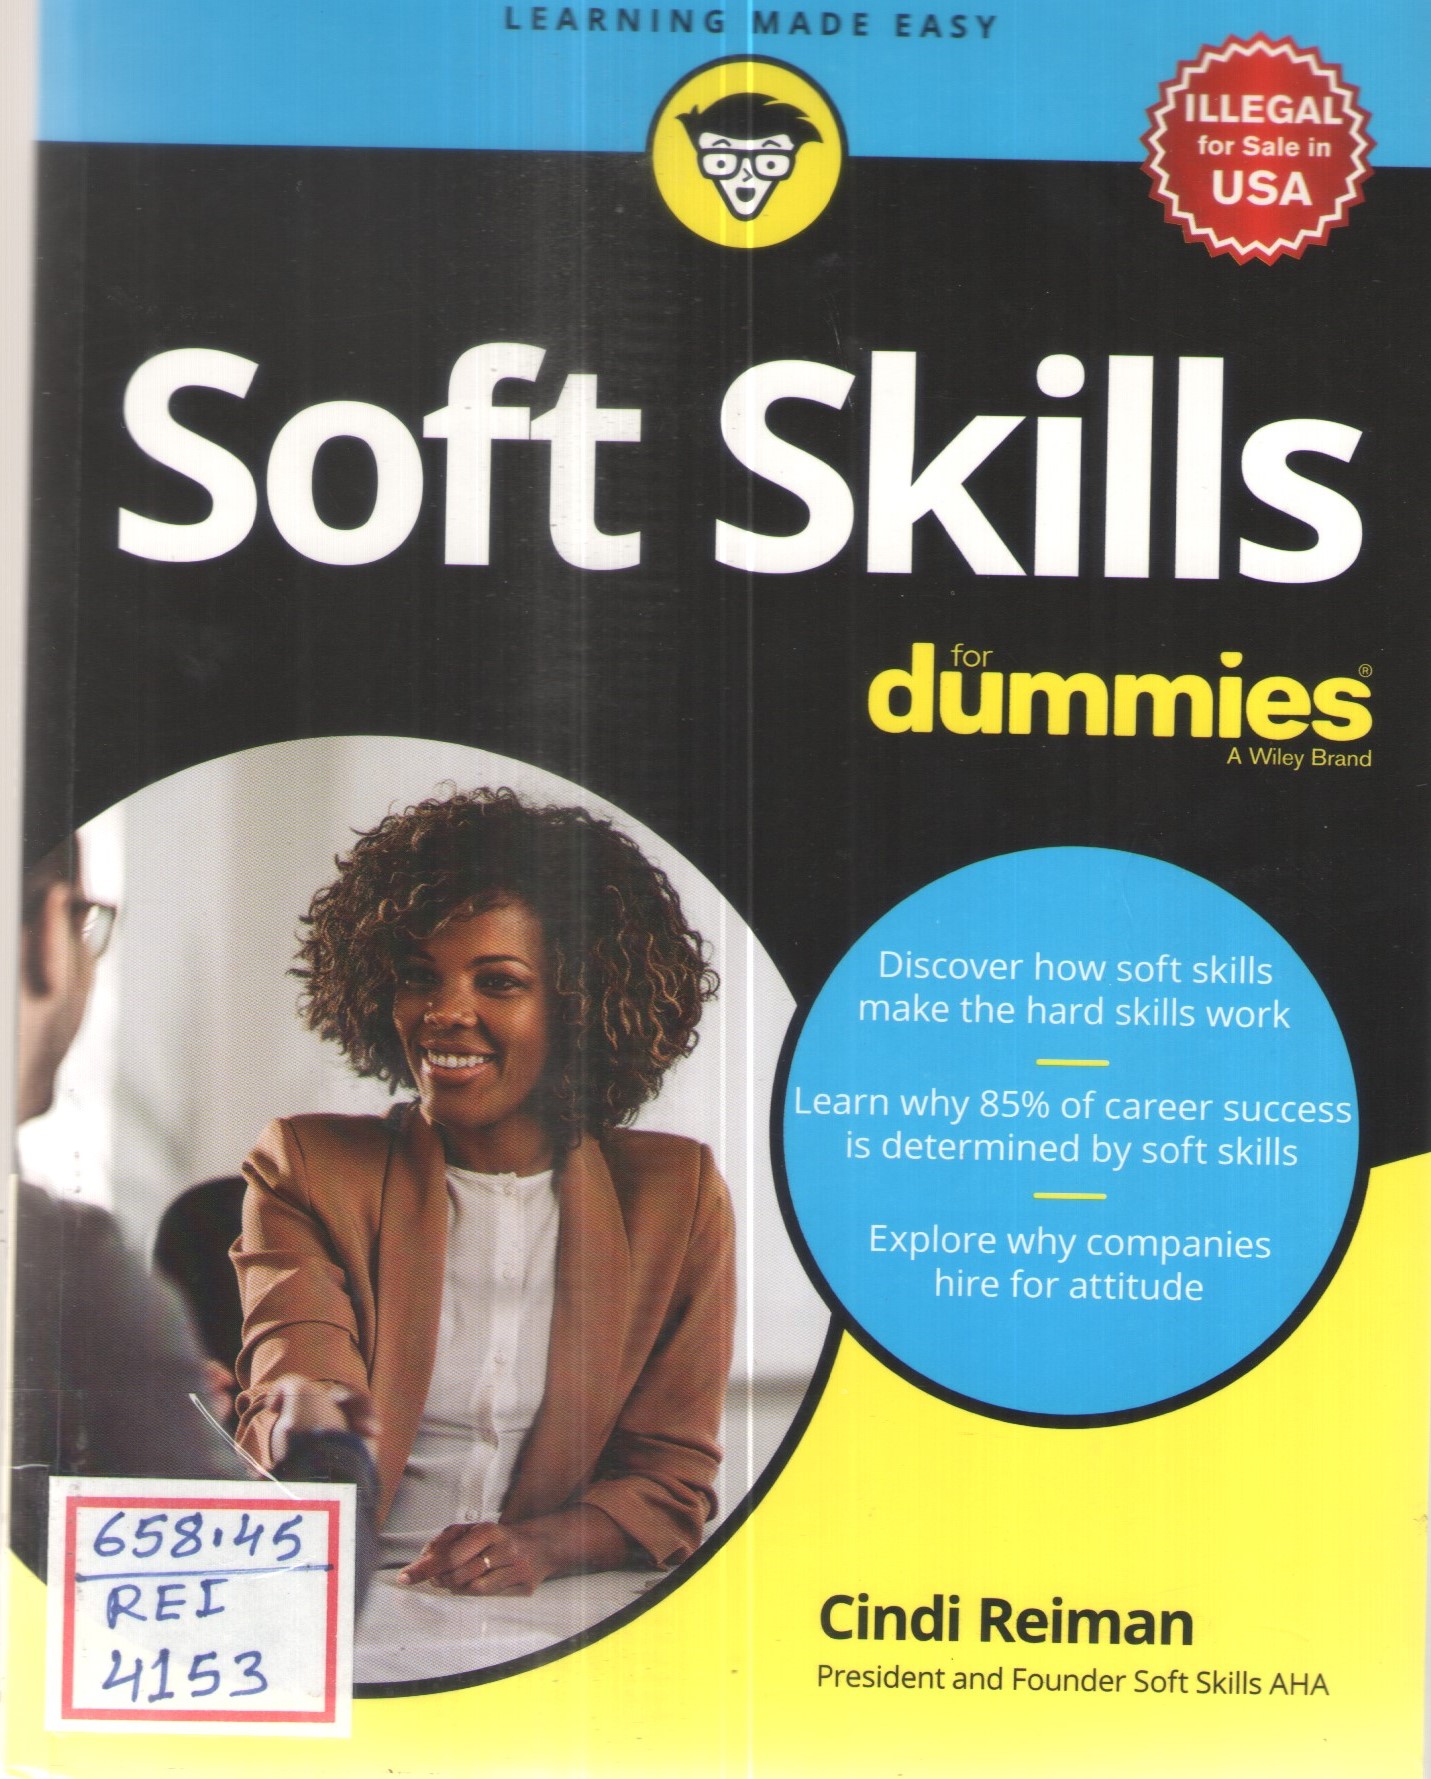 LEARNING MADE EASY
ILLEGAL
for Sale in
USA
Soft Skills
for
dummies®
A Wiley Brand
Discover how soft skills
make the hard skills work
Learn why 85% of career success
is determined by soft skills
Explore why companies
hire for attitude
658.45
REI
4153
Cindi Reiman
President and Founder Soft Skills AHA